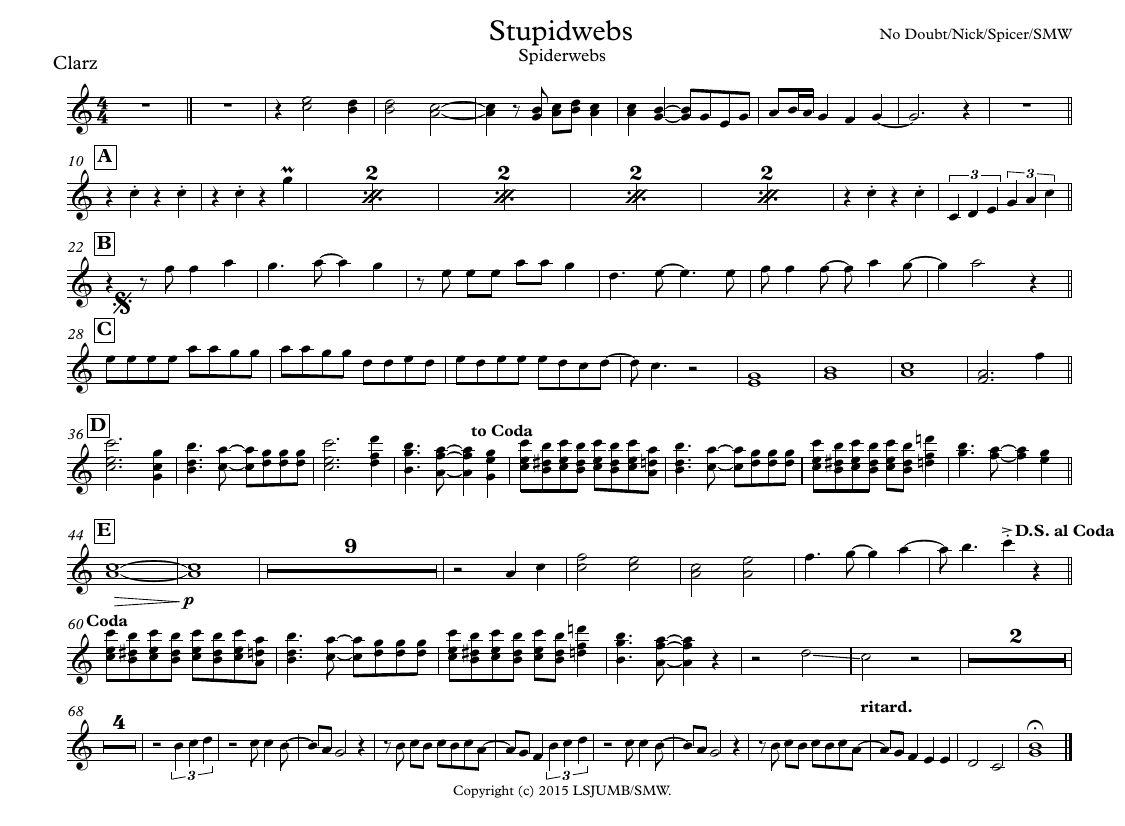 Stupidwebs
Spiderwebs
No Doubt/Nick/Spicer/SMW
Clarz
4
4
10 A
2 2 2 2
3 3
22 B
28 C
36 D
to Coda
44 E
9
D.S. al Coda
p
60 Coda
2
68
4
ritard.
3 3
Copyright (c) 2015 LSJUMB/SMW.